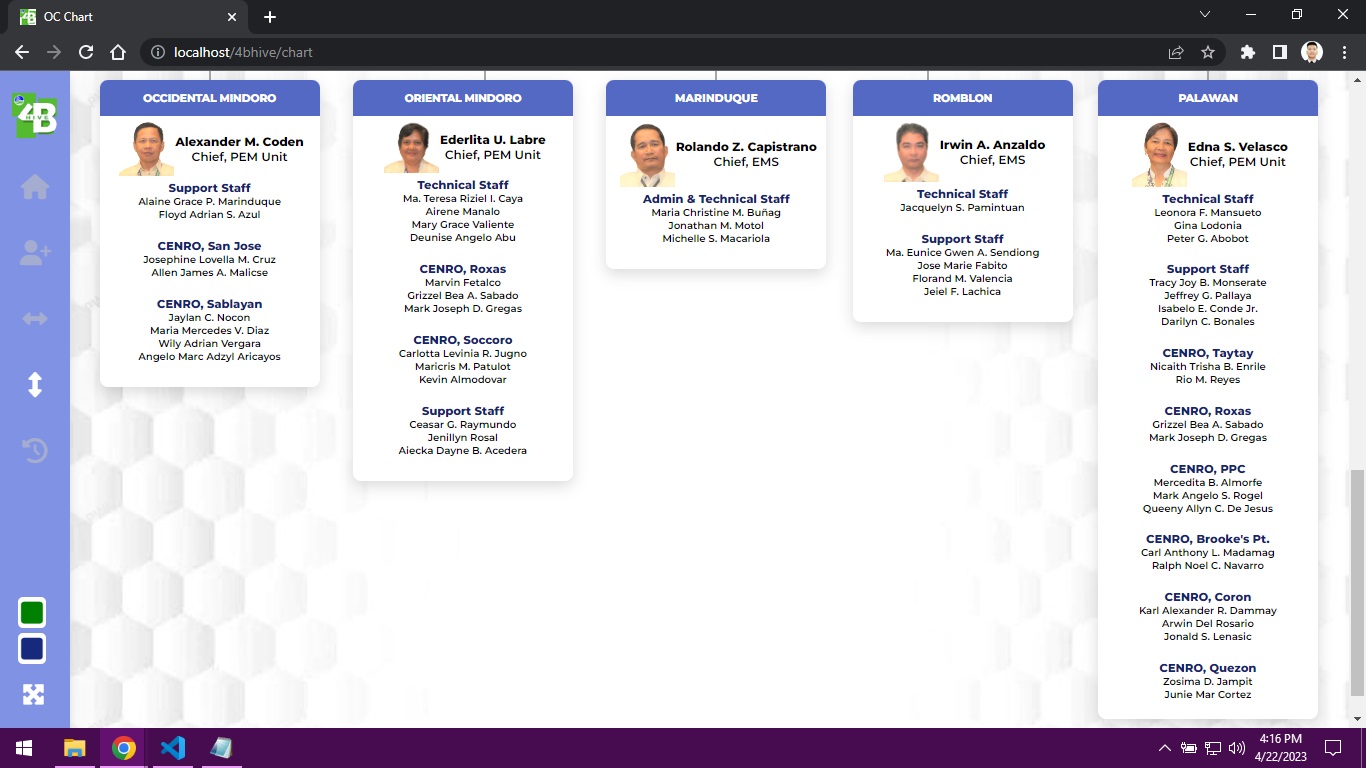 OC Chart
localhost/4bhive/chart
4B
HIVE
OCCIDENTAL MINDORO
Alexander M. Coden
Chief, PEM Unit
Support Staff
Alaine Grace P. Marinduque
Floyd Adrian S. Azul
CENRO, San Jose
Josephine Lovella M. Cruz
Allen James A. Malicse
CENRO, Sablayan
Jaylan C. Nocon
Maria Mercedes V. Diaz
Wily Adrian Vergara
Angelo Marc Adzyl Aricayos
ORIENTAL MINDORO
Ederlita U. Labre
Chief, PEM Unit
Technical Staff
Ma. Teresa Riziel I. Caya
Airene Manalo
Mary Grace Valiente
Deunise Angelo Abu
CENRO, Roxas
Marvin Fetalco
Grizzel Bea A. Sabado
Mark Joseph D. Gregas
CENRO, Soccoro
Carlotta Levinia R. Jugno
Maricris M. Patulot
Kevin Almodovar
Support Staff
Ceasar G. Raymundo
Jenillyn Rosal
Aiecka Dayne B. Acedera
MARINDUQUE
Rolando Z. Capistrano
Chief, EMS
Admin & Technical Staff
Maria Christine M. Buñag
Jonathan M. Motol
Michelle S. Macariola
ROMBLON
Irwin A. Anzaldo
Chief, EMS
Technical Staff
Jacquelyn S. Pamintuan
Support Staff
Ma. Eunice Gwen A. Sendiong
Jose Marie Fabito
Florand M. Valencia
Jeiel F. Lachica
PALAWAN
Edna S. Velasco
Chief, PEM Unit
Technical Staff
Leonora F. Mansueto
Gina Lodonia
Peter G. Abobot
Support Staff
Tracy Joy B. Monserate
Jeffrey G. Pallaya
Isabelo E. Conde Jr.
Darilyn C. Bonales
CENRO, Taytay
Nicaith Trisha B. Enrile
Rio M. Reyes
CENRO, Roxas
Grizzel Bea A. Sabado
Mark Joseph D. Gregas
CENRO, PPC
Mercedita B. Almorfe
Mark Angelo S. Rogel
Queeny Allyn C. De Jesus
CENRO, Brooke's Pt.
Carl Anthony L. Madamag
Ralph Noel C. Navarro
CENRO, Coron
Karl Alexander R. Dammay
Arwin Del Rosario
Jonald S. Lenasic
CENRO, Quezon
Zosima D. Jampit
Junie Mar Cortez
4:16 PM
4/22/2023